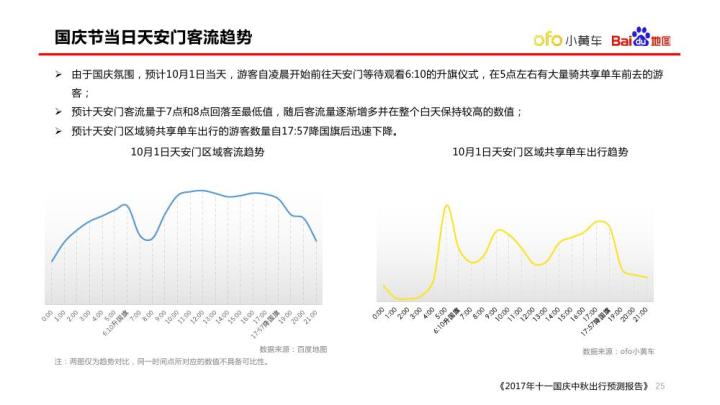 国庆节当日天安门客流趋势
ofo 小黄车 Bai du 地图
➢ 由于国庆氛围，预计10月1日当天，游客自凌晨开始前往天安门等待观看6:10的升旗仪式，在5点左右有大量骑共享单车前去的游
客；
➢ 预计天安门客流量于7点和8点回落至最低值，随后客流量逐渐增多并在整个白天保持较高的数值；
➢ 预计天安门区域骑共享单车出行的游客数量自17:57降国旗后迅速下降。
10月1日天安门区域客流趋势
10月1日天安门区域共享单车出行趋势
0:00 1:00 2:00 3:00 4:00 5:00 6:10升国旗 7:00 8:00 9:00 10:00 11:00 12:00 13:00 14:00 15:00 16:00 17:00 17:57降国旗 19:00 20:00 21:00
0:00 1:00 2:00 3:00 4:00 5:00 6:10升国旗 7:00 8:00 9:00 10:00 11:00 12:00 13:00 14:00 15:00 16:00 17:00 17:57降国旗 19:00 20:00 21:00
数据来源：百度地图
数据来源：ofo小黄车
注：两图仅为趋势对比，同一时间点所对应的数值不具备可比性。
《2017年十一国庆中秋出行预测报告》 25